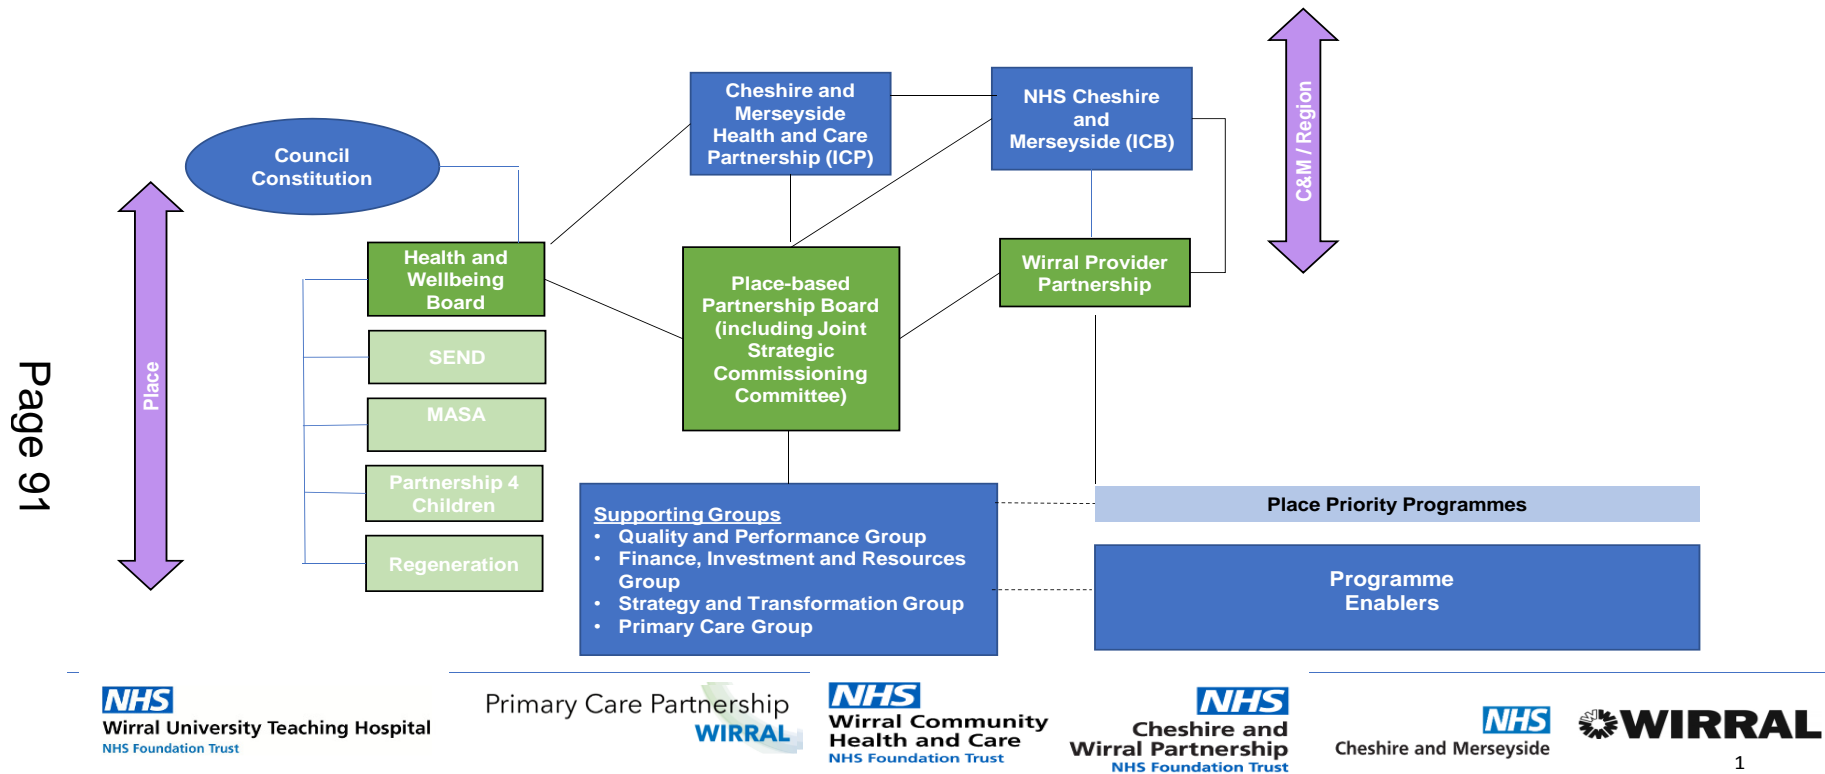 Cheshire and
Merseyside
Health and Care
Partnership (ICP)
NHS Cheshire
and
Merseyside (ICB)
C&M / Region
Council
Constitution
Health and
Wellbeing
Board
Place-based
Partnership Board
(including Joint
Strategic
Commissioning
Committee)
Wirral Provider
Partnership
SEND
MASA
Partnership 4
Children
Regeneration
Place
Page 91
Supporting Groups
• Quality and Performance Group
• Finance, Investment and Resources
Group
• Strategy and Transformation Group
• Primary Care Group
Place Priority Programmes
Programme
Enablers
NHS
Wirral University Teaching Hospital
NHS Foundation Trust
Primary Care Partnership
WIRRAL
NHS
Wirral Community
Health and Care
NHS Foundation Trust
NHS
Cheshire and
Wirral Partnership
NHS Foundation Trust
NHS
Cheshire and Merseyside
WIRRAL
1